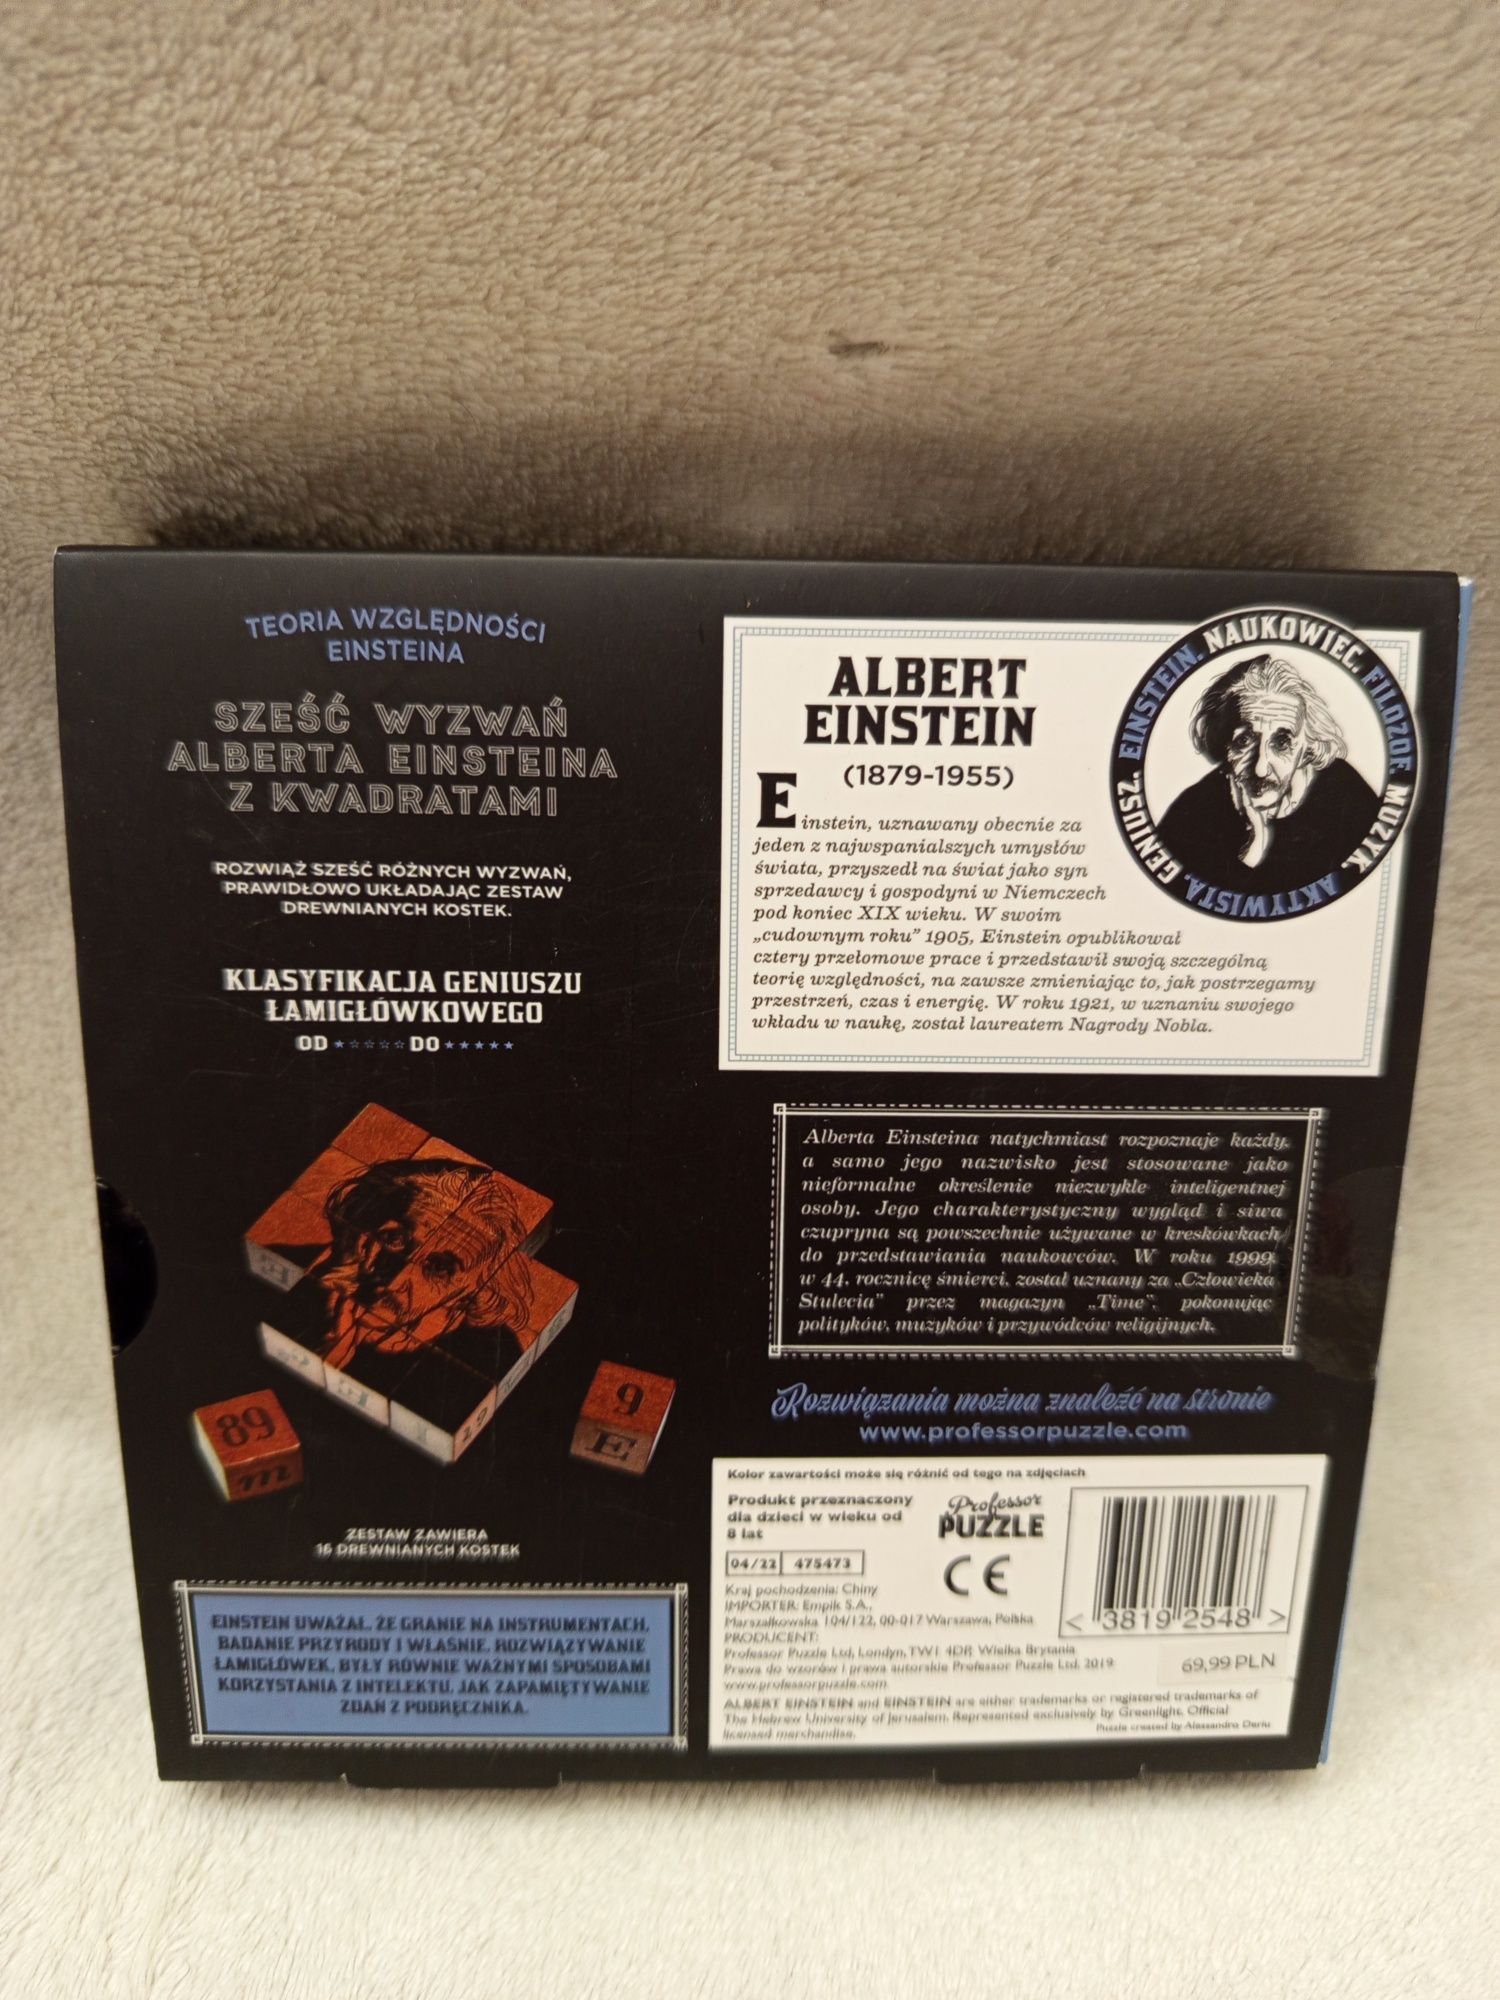 TEORIA WZGLĘDNOŚCI
EINSTEINA
SZEŚĆ WYZWAŃ
ALBERTA EINSTEINA
Z KWADRATAMI
ROZWIĄŻ SZEŚĆ RÓŻNYCH WYZWAŃ,
PRAWIDŁOWO UKŁADAJĄC ZESTAW
DREWNIANYCH KOSTEK.
KLASYFIKACJA GENIUSZU
ŁAMIGŁÓWKOWEGO
OD ★☆☆☆☆ DO ★★★★★
89
m
9
E
ZESTAW ZAWIERA
16 DREWNIANYCH KOSTEK
EINSTEIN UWAŻAŁ, ŻE GRANIE NA INSTRUMENTACH,
BADANIE PRZYRODY I WŁAŚNIE, ROZWIĄZYWANIE
ŁAMIGŁÓWEK, BYŁY RÓWNIE WAŻNYMI SPOSOBAMI
KORZYSTANIA Z INTELEKTU, JAK ZAPAMIĘTYWANIE
ZDAŃ Z PODRĘCZNIKA.
ALBERT
EINSTEIN
(1879-1955)
Einstein, uznawany obecnie za
jeden z najwspanialszych umysłów
świata, przyszedł na świat jako syn
sprzedawcy i gospodyni w Niemczech
pod koniec XIX wieku. W swoim
„cudownym roku” 1905, Einstein opublikował
cztery przełomowe prace i przedstawił swoją szczególną
teorię względności, na zawsze zmieniając to, jak postrzegamy
przestrzeń, czas i energię. W roku 1921, w uznaniu swojego
wkładu w naukę, został laureatem Nagrody Nobla.
EINSTEIN. NAUKOWIEC. FILOZOF. MUZYK. AKTYWISTA. GENIUSZ.
Alberta Einsteina natychmiast rozpoznaje każdy,
a samo jego nazwisko jest stosowane jako
nieformalne określenie niezwykle inteligentnej
osoby. Jego charakterystyczny wygląd i siwa
czupryna są powszechnie używane w kreskówkach
do przedstawiania naukowców. W roku 1999,
w 44. rocznicę śmierci, został uznany za „Człowieka
Stulecia” przez magazyn „Time”, pokonując
polityków, muzyków i przywódców religijnych.
Rozwiązania można znaleźć na stronie
www.professorpuzzle.com
Kolor zawartości może się różnić od tego na zdjęciach
Produkt przeznaczony
dla dzieci w wieku od
8 lat
04/22 475473
Professor
PUZZLE
CE
Kraj pochodzenia: Chiny
IMPORTER: Empik S.A.,
Marszałkowska 104/122, 00-017 Warszawa, Polska
PRODUCENT:
Professor Puzzle Ltd, Londyn, TW1 4DP, Wielka Brytania
Prawa do wzorów i prawa autorskie Professor Puzzle Ltd. 2019
www.professorpuzzle.com
ALBERT EINSTEIN and EINSTEIN are either trademarks or registered trademarks of
The Hebrew University of Jerusalem. Represented exclusively by Greenlight. Official
licensed merchandise.
Puzzle created by Alessandro Dariu
< 3819 2548 >
69,99 PLN